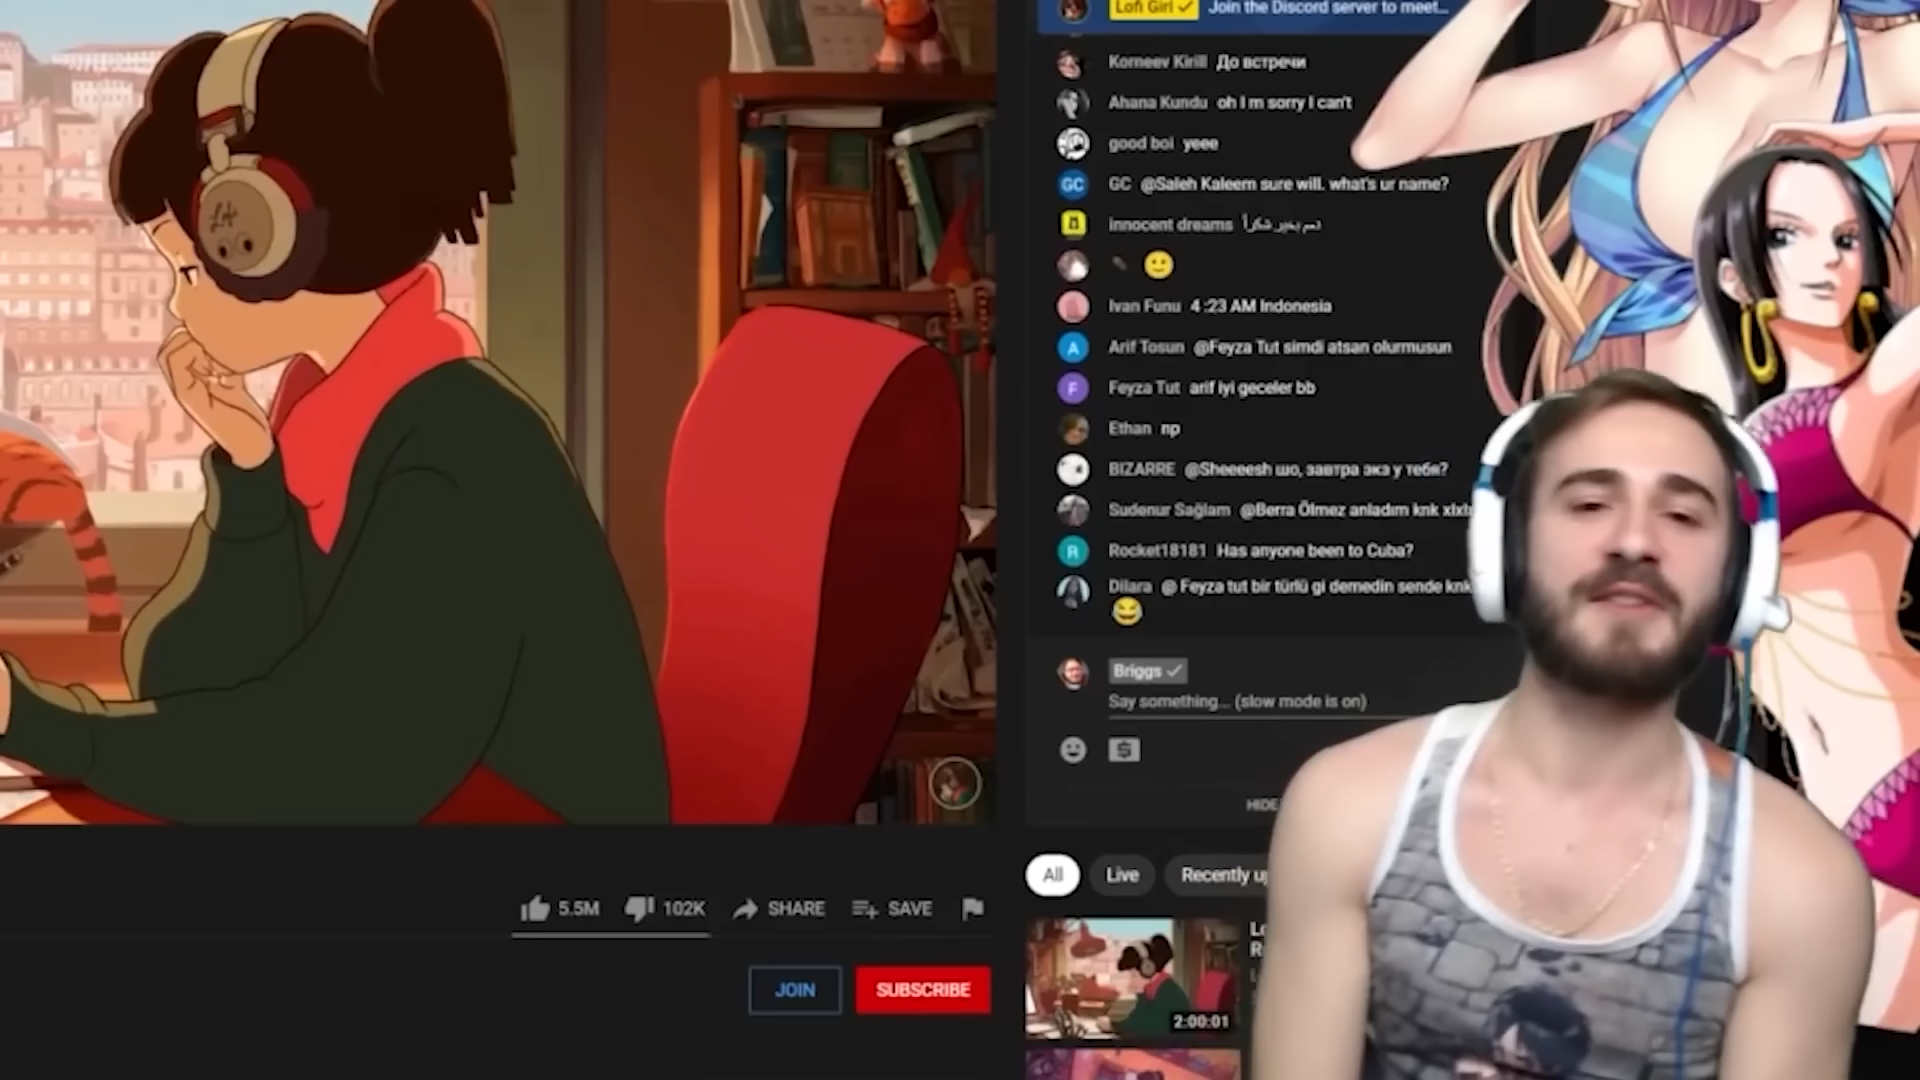 Lofi Girl Join the Discord server to meet...
Korneev Kirill До встречи
Ahana Kundu oh I m sorry I can't
good boi yeee
GC GC @Saleh Kaleem sure will. what's ur name?
innocent dreams
Ivan Funu 4:23 AM Indonesia
A Arif Tosun @Feyza Tut simdi atsan olurmusun
F Feyza Tut arif iyi geceler bb
Ethan np
BIZARRE @Sheeeesh шо, завтра экз у тебя?
Sudenur Sağlam @Berra Ölmez anladım knk
R Rocket18181 Has anyone been to Cuba?
Dilara @ Feyza tut bir türlü gi demedin sende knk
Briggs
Say something... (slow mode is on)
HIDE
5.5M 102K SHARE SAVE
JOIN SUBSCRIBE
All Live Recently
2:00:01